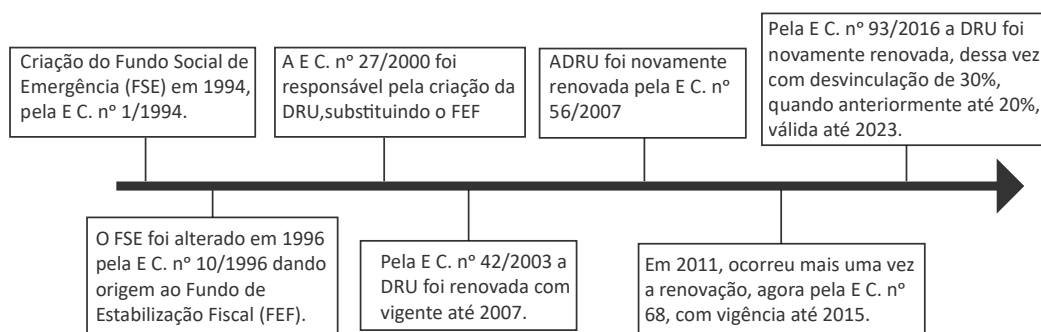 Criação do Fundo Social de
Emergência (FSE) em 1994,
pela E C. nº 1/1994.
O FSE foi alterado em 1996
pela E C. nº 10/1996 dando
origem ao Fundo de
Estabilização Fiscal (FEF).
A E C. nº 27/2000 foi
responsável pela criação da
DRU,substituindo o FEF
Pela E C. nº 42/2003 a
DRU foi renovada com
vigente até 2007.
ADRU foi novamente
renovada pela E C. nº
56/2007
Em 2011, ocorreu mais uma vez
a renovação, agora pela E C. nº
68, com vigência até 2015.
Pela E C. nº 93/2016 a DRU foi
novamente renovada, dessa vez
com desvinculação de 30%,
quando anteriormente até 20%,
válida até 2023.